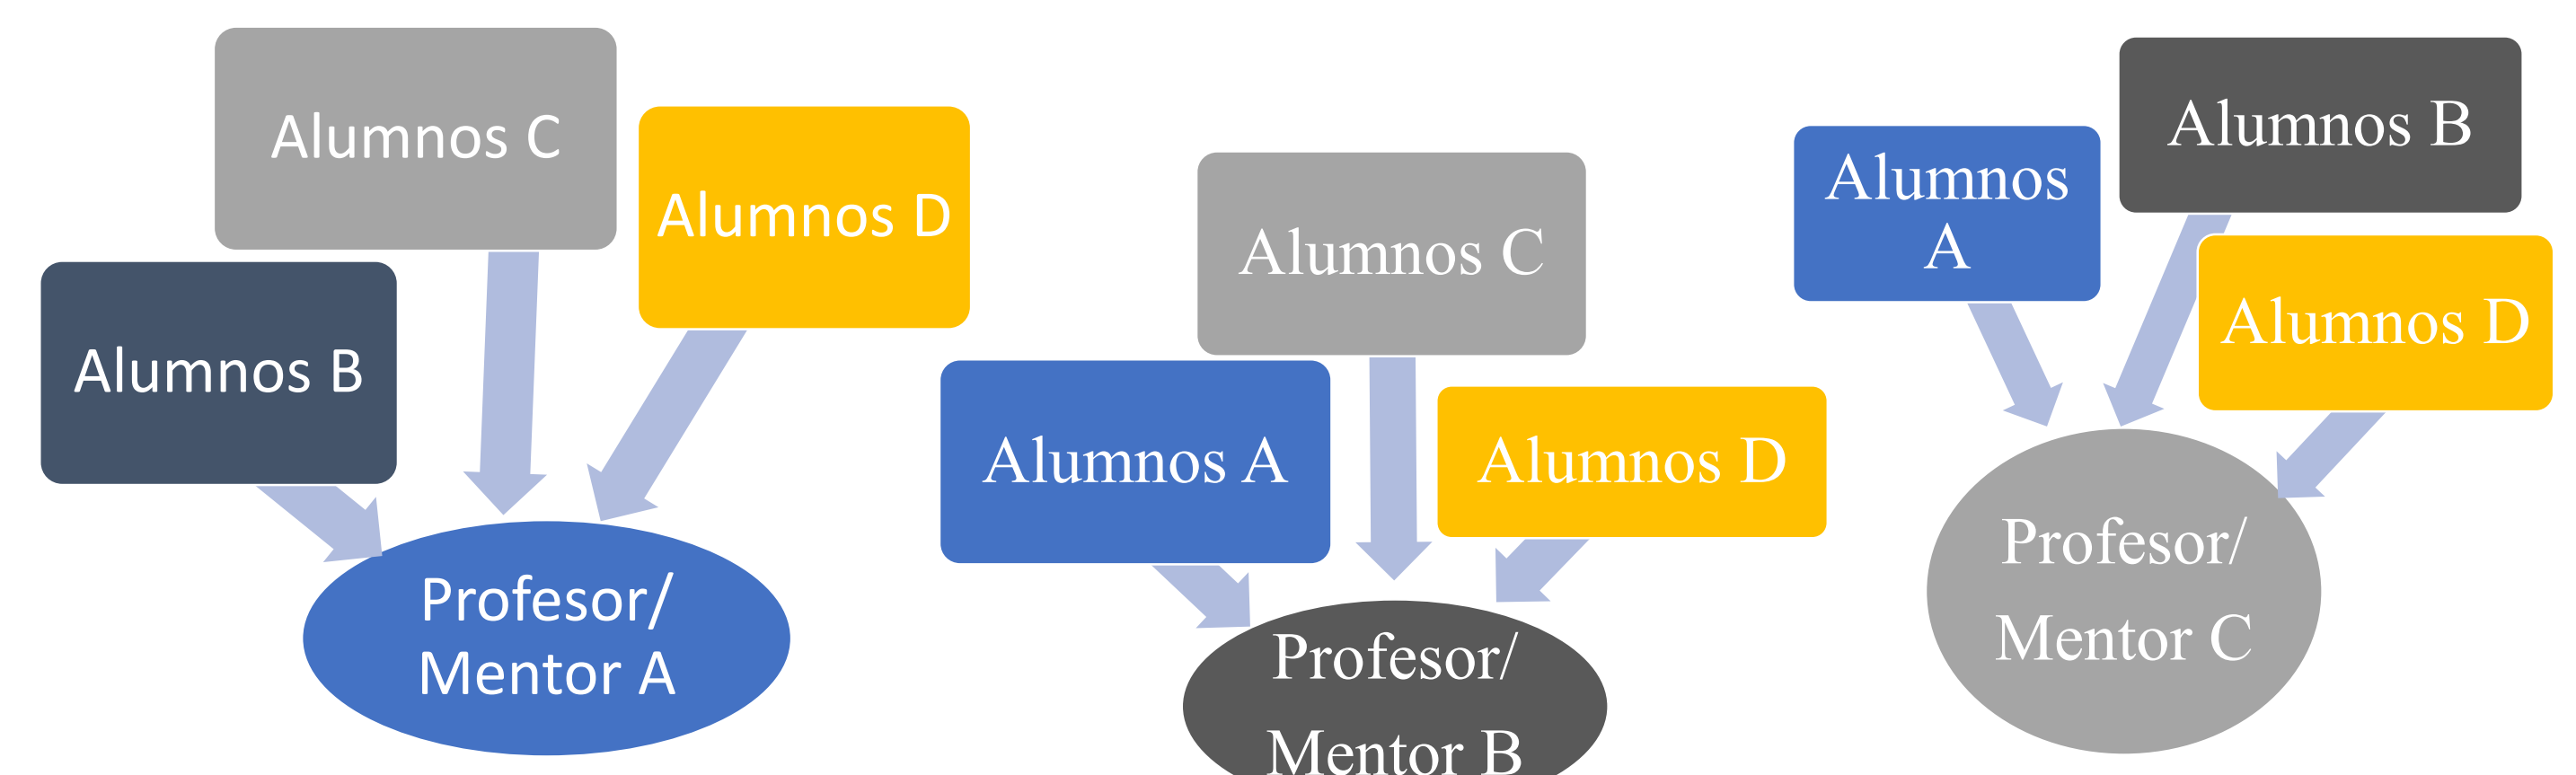 Alumnos C
Alumnos D
Alumnos B
Profesor/
Mentor A
Alumnos C
Alumnos A
Alumnos D
Profesor/
Mentor B
Alumnos
A
Alumnos B
Alumnos D
Profesor/
Mentor C